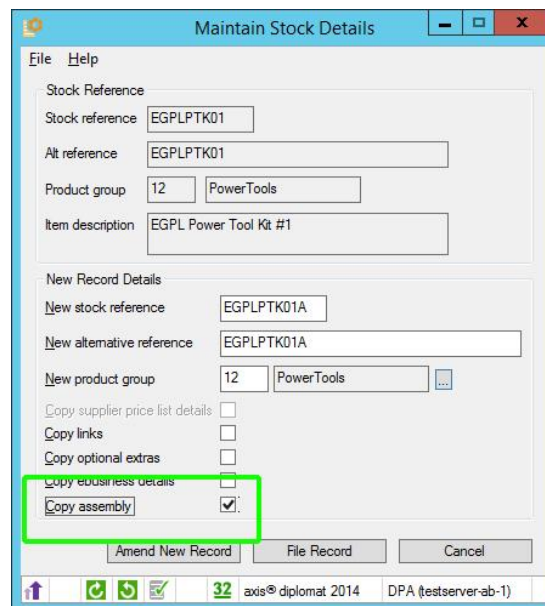 Maintain Stock Details
File Help
Stock Reference
Stock reference EGPLPTK01
Alt reference EGPLPTK01
Product group 12 PowerTools
Item description EGPL Power Tool Kit #1
New Record Details
New stock reference EGPLPTK01A
New alternative reference EGPLPTK01A
New product group 12 PowerTools ...
Copy supplier price list details
Copy links
Copy optional extras
Copy ebusiness details
Copy assembly
Amend New Record File Record Cancel
32 axis® diplomat 2014 DPA (testserver-ab-1)